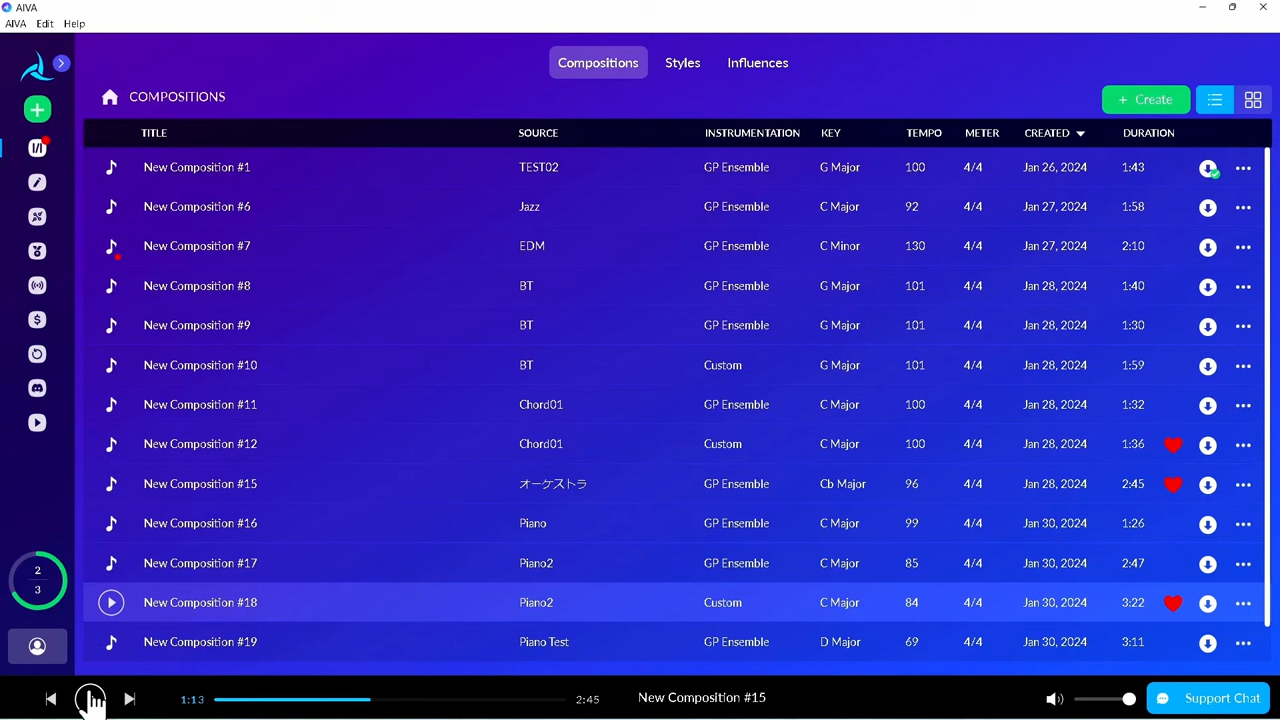 AIVA
AIVA Edit Help
Compositions Styles Influences
COMPOSITIONS
+ Create
TITLE SOURCE INSTRUMENTATION KEY TEMPO METER CREATED DURATION
New Composition #1 TEST02 GP Ensemble G Major 100 4/4 Jan 26, 2024 1:43
New Composition #6 Jazz GP Ensemble C Major 92 4/4 Jan 27, 2024 1:58
New Composition #7 EDM GP Ensemble C Minor 130 4/4 Jan 27, 2024 2:10
New Composition #8 BT GP Ensemble G Major 101 4/4 Jan 28, 2024 1:40
New Composition #9 BT GP Ensemble G Major 101 4/4 Jan 28, 2024 1:30
New Composition #10 BT Custom G Major 101 4/4 Jan 28, 2024 1:59
New Composition #11 Chord01 GP Ensemble C Major 100 4/4 Jan 28, 2024 1:32
New Composition #12 Chord01 Custom C Major 100 4/4 Jan 28, 2024 1:36
New Composition #15 オーケストラ GP Ensemble Cb Major 96 4/4 Jan 28, 2024 2:45
New Composition #16 Piano GP Ensemble C Major 99 4/4 Jan 30, 2024 1:26
New Composition #17 Piano2 GP Ensemble C Major 85 4/4 Jan 30, 2024 2:47
New Composition #18 Piano2 Custom C Major 84 4/4 Jan 30, 2024 3:22
New Composition #19 Piano Test GP Ensemble D Major 69 4/4 Jan 30, 2024 3:11
2
3
1:13 2:45 New Composition #15 Support Chat